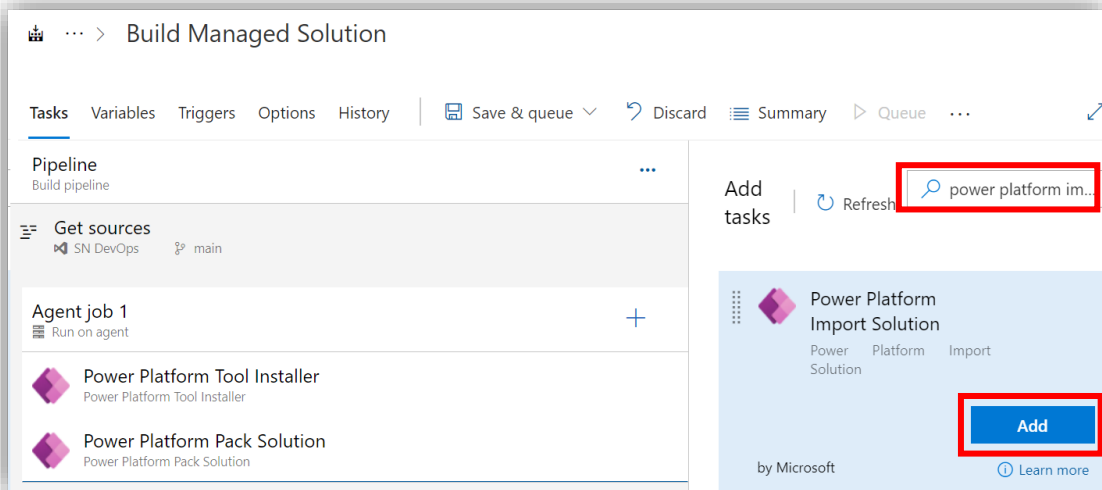 ··· > Build Managed Solution
Tasks Variables Triggers Options History Save & queue Discard Summary Queue ···
Pipeline
Build pipeline
···
Get sources
SN DevOps main
Agent job 1
Run on agent
Power Platform Tool Installer
Power Platform Tool Installer
Power Platform Pack Solution
Power Platform Pack Solution
Add
tasks
Refresh
power platform im...
Power Platform
Import Solution
Power Platform Import
Solution
Add
by Microsoft
Learn more